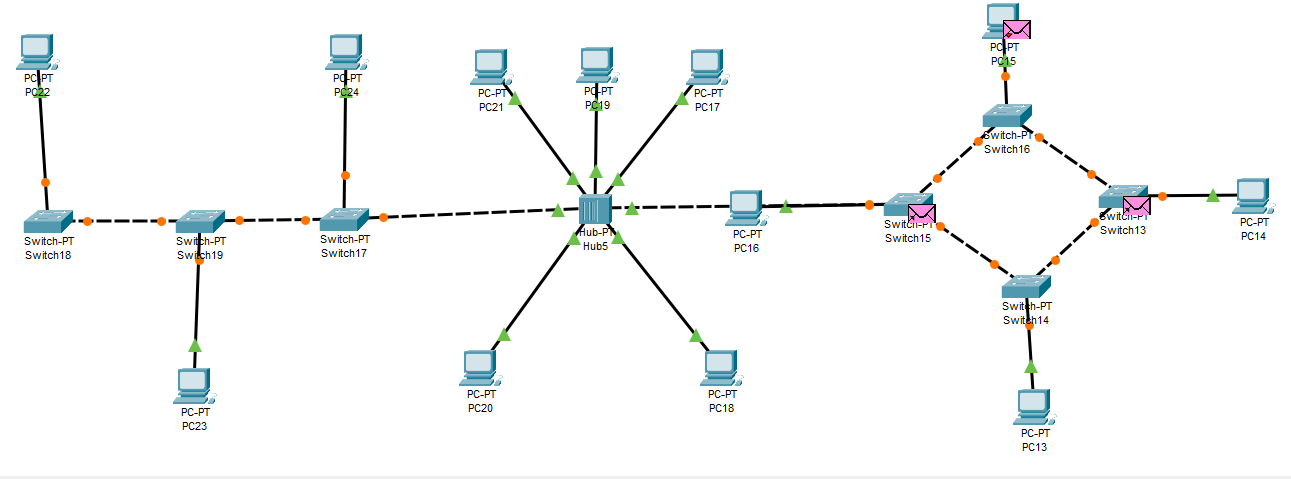 PC-PT
PC22
PC-PT
PC24
PC-PT
PC21
PC-PT
PC19
PC-PT
PC17
PC-PT
PC15
Switch-PT
Switch16
Switch-PT
Switch18
Switch-PT
Switch19
Switch-PT
Switch17
Hub-PT
Hub5
PC-PT
PC16
Switch-PT
Switch15
Switch-PT
Switch13
PC-PT
PC14
Switch-PT
Switch14
PC-PT
PC23
PC-PT
PC20
PC-PT
PC18
PC-PT
PC13